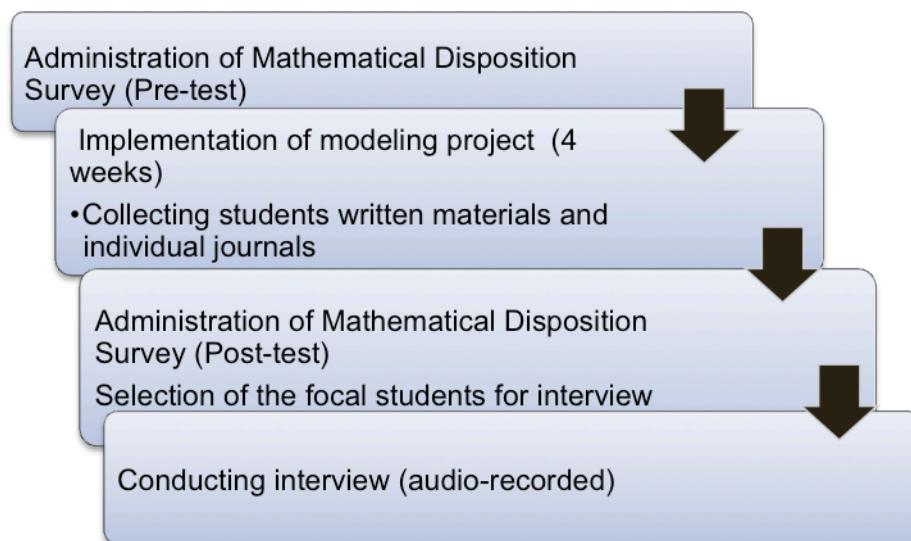 Administration of Mathematical Disposition
Survey (Pre-test)
Implementation of modeling project (4
weeks)
•Collecting students written materials and
individual journals
Administration of Mathematical Disposition
Survey (Post-test)
Selection of the focal students for interview
Conducting interview (audio-recorded)